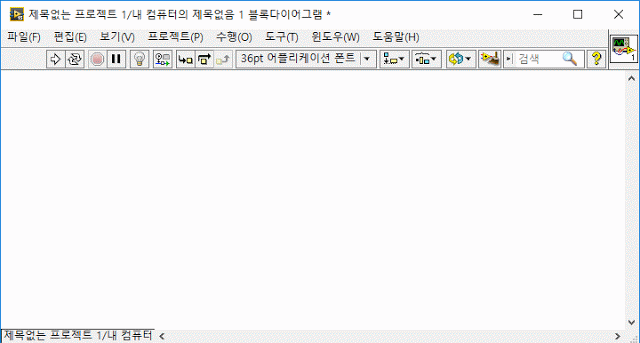 제목없는 프로젝트 1/내 컴퓨터의 제목없음 1 블록다이어그램 *
파일(F) 편집(E) 보기(V) 프로젝트(P) 수행(O) 도구(T) 윈도우(W) 도움말(H)
36pt 어플리케이션 폰트 검색 ? 1
제목없는 프로젝트 1/내 컴퓨터